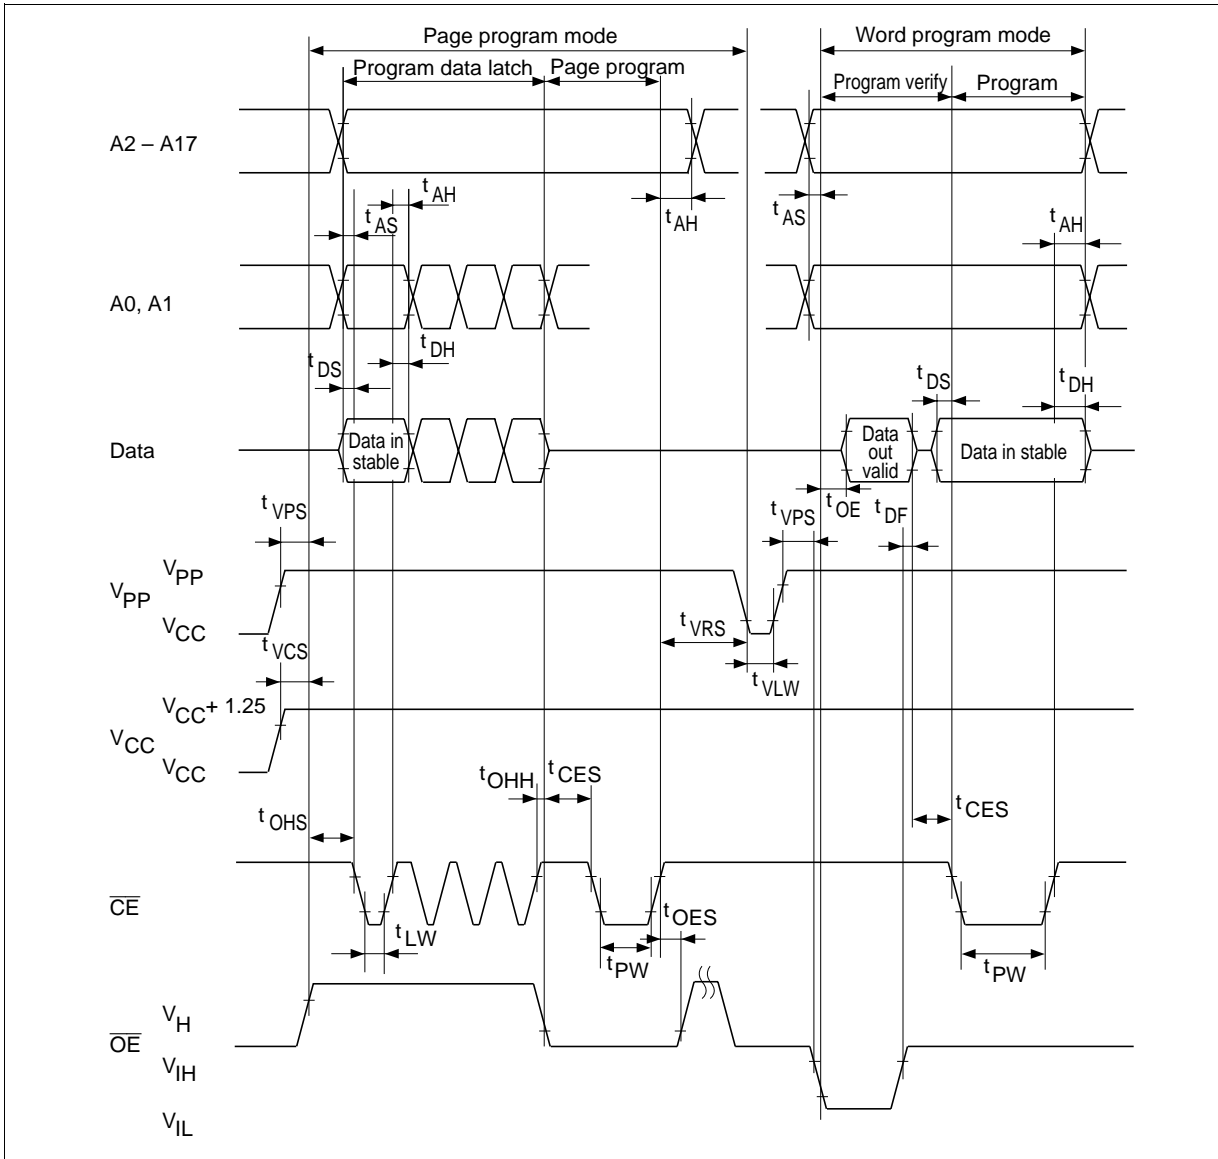 Page program mode
Word program mode
Program data latch
Page program
Program verify
Program
A2 – A17
tAH
tAS
tAH
tAS
tAH
A0, A1
tDH
tDS
tDS
tDH
Data
Data in
stable
Data
out
valid
Data in stable
tVPS
tVPS
tOE
tDF
VPP
VPP
VCC
tVCS
tVRS
tVLW
VCC+ 1.25
VCC
VCC
tOHH
tCES
tCES
tOHS
CE
tLW
tOES
tPW
tPW
VH
OE
VIH
VIL